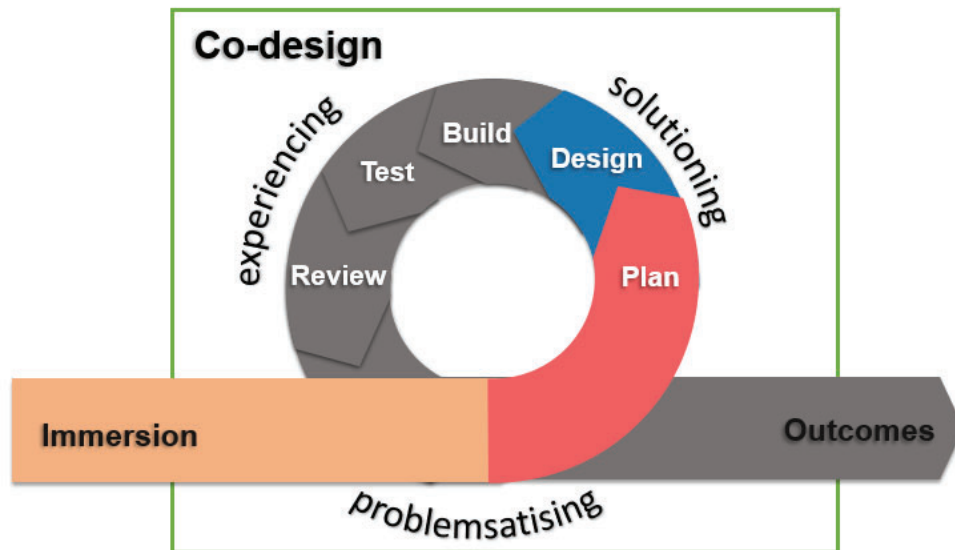 Co-design
experiencing
solutioning
Build
Design
Test
Review
Plan
Immersion
Outcomes
problemsatising